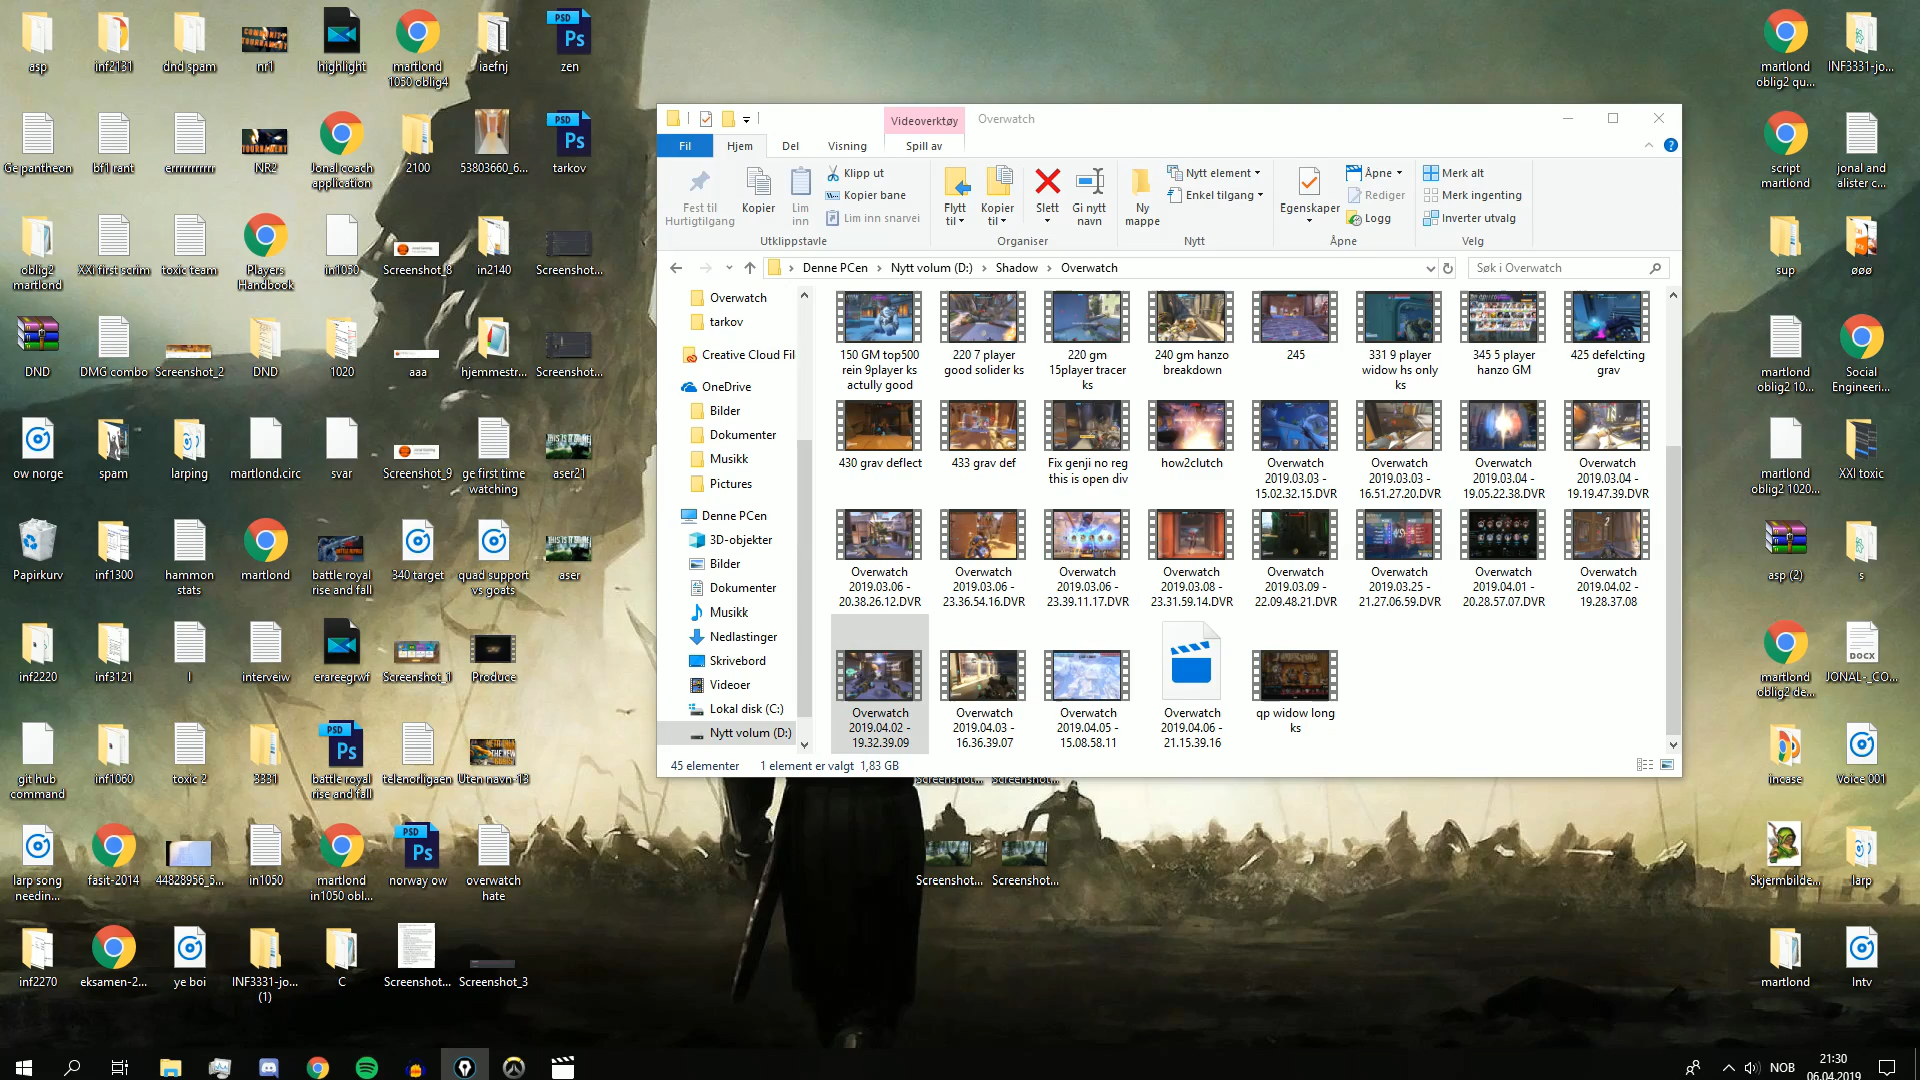 asp
inf2131
dnd spam
nr1
highlight
martlond
1050 oblig4
iaefnj
zen
Ge pantheon
bf1 rant
errrrrrrrrr
NR2
Jonal coach
application
2100
53803660_6...
tarkov
oblig2
martlond
XXi first scrim
toxic team
Players
Handbook
in1050
Screenshot_8
in2140
Screenshot...
DND
DMG combo
Screenshot_2
DND
1020
aaa
hjemmestr...
Screenshot...
ow norge
spam
larping
martlond.circ
svar
Screenshot_9
ge first time
watching
aser21
Papirkurv
inf1300
hammon
stats
martlond
battle royal
rise and fall
340 target
quad support
vs goats
aser
inf2220
inf3121
l
interveiw
erareegrwf
Screenshot_1
Produce
git hub
command
inf1060
toxic 2
3331
battle royal
rise and fall
telenorligaen
Uten navn-13
larp song
needin...
fasit-2014
44828956_5...
in1050
martlond
in1050 obl...
norway ow
overwatch
hate
inf2270
eksamen-2...
ye boi
INF3331-jo...
(1)
C
Screenshot...
Screenshot_3
Videoverktøy
Overwatch
Fil
Hjem
Del
Visning
Spill av
Fest til
Hurtigtilgang
Kopier
Lim
inn
Klipp ut
Kopier bane
Lim inn snarvei
Utklippstavle
Flytt
til
Kopier
til
Slett
Gi nytt
navn
Organiser
Ny
mappe
Nytt element
Enkel tilgang
Nytt
Egenskaper
Åpne
Rediger
Logg
Åpne
Merk alt
Merk ingenting
Inverter utvalg
Velg
Denne PCen
Nytt volum (D:)
Shadow
Overwatch
Søk i Overwatch
Overwatch
tarkov
Creative Cloud Fil
OneDrive
Bilder
Dokumenter
Musikk
Pictures
Denne PCen
3D-objekter
Bilder
Dokumenter
Musikk
Nedlastinger
Skrivebord
Videoer
Lokal disk (C:)
Nytt volum (D:)
150 GM top500
rein 9player ks
actully good
220 7 player
good solider ks
220 gm
15player tracer
ks
240 gm hanzo
breakdown
245
331 9 player
widow hs only
ks
345 5 player
hanzo GM
425 defelcting
grav
430 grav deflect
433 grav def
Fix genji no reg
this is open div
how2clutch
Overwatch
2019.03.03 -
15.02.32.15.DVR
Overwatch
2019.03.03 -
16.51.27.20.DVR
Overwatch
2019.03.04 -
19.05.22.38.DVR
Overwatch
2019.03.04 -
19.19.47.39.DVR
Overwatch
2019.03.06 -
20.38.26.12.DVR
Overwatch
2019.03.06 -
23.36.54.16.DVR
Overwatch
2019.03.06 -
23.39.11.17.DVR
Overwatch
2019.03.08 -
23.31.59.14.DVR
Overwatch
2019.03.09 -
22.09.48.21.DVR
Overwatch
2019.03.25 -
21.27.06.59.DVR
Overwatch
2019.04.01 -
20.28.57.07.DVR
Overwatch
2019.04.02 -
19.28.37.08
Overwatch
2019.04.02 -
19.32.39.09
Overwatch
2019.04.03 -
16.36.39.07
Overwatch
2019.04.05 -
15.08.58.11
Overwatch
2019.04.06 -
21.15.39.16
qp widow long
ks
45 elementer
1 element er valgt 1,83 GB
Screenshot...
Screenshot...
Screenshot...
Screenshot...
martlond
oblig2 qu...
INF3331-jo...
script
martlond
jonal and
alister c...
sup
øøø
martlond
oblig2 10...
Social
Engineeri...
martlond
oblig2 1020...
XXI toxic
asp (2)
s
martlond
oblig2 de...
DOCX
JONAL-_CO...
incase
Voice 001
Skjermbilde...
larp
martlond
Intv
NOB
21:30
06.04.2019